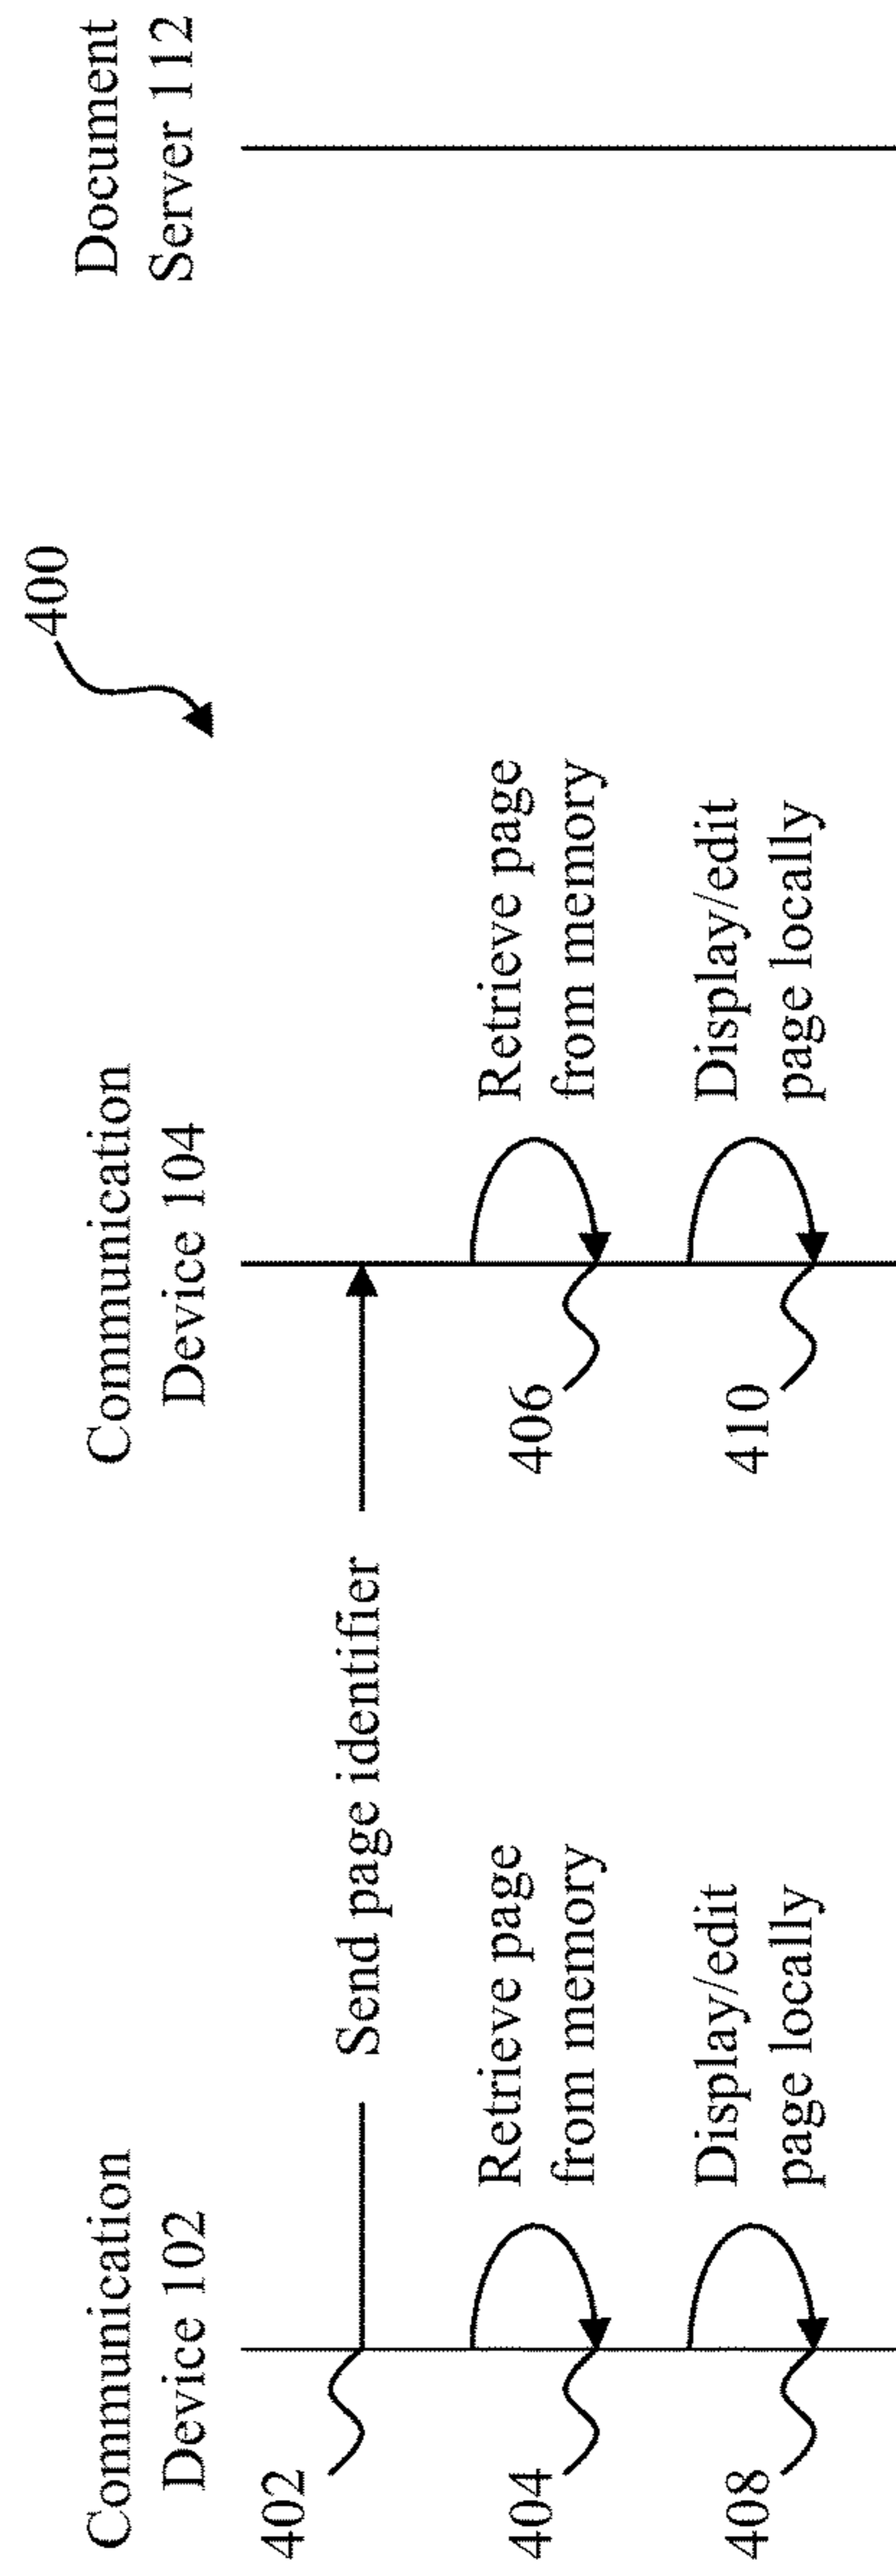 400
Communication
Device 102
Communication
Device 104
Document
Server 112
402
Send page identifier
404
Retrieve page
from memory
406
Retrieve page
from memory
408
Display/edit
page locally
410
Display/edit
page locally